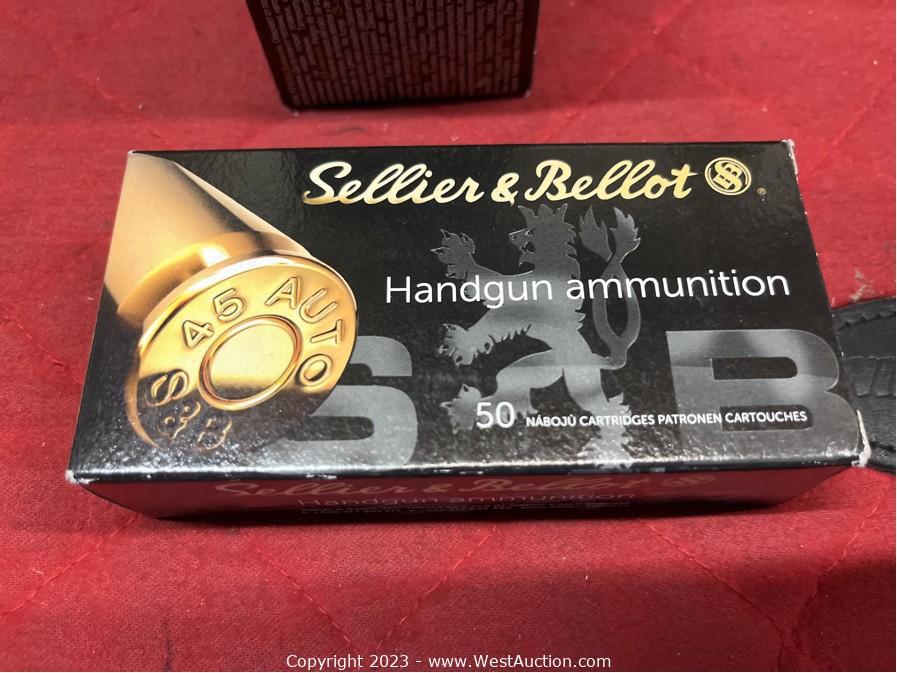 Sellier & Bellot SB ®
Handgun ammunition
S B
50 NÁBOJŮ CARTRIDGES PATRONEN CARTOUCHES
S&B 45 AUTO
Sellier & Bellot
Handgun ammunition
Copyright 2023 - www.WestAuction.com